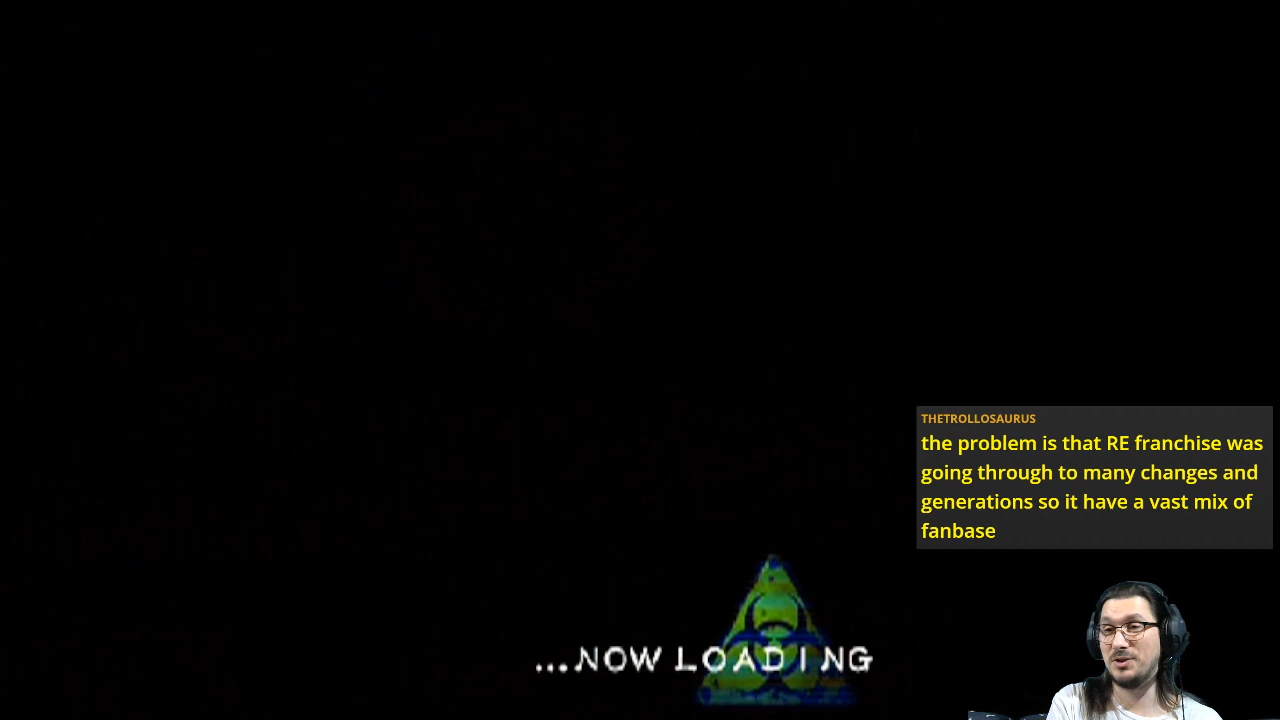 THETROLLOSAURUS
the problem is that RE franchise was
going through to many changes and
generations so it have a vast mix of
fanbase
...NOW LOADING